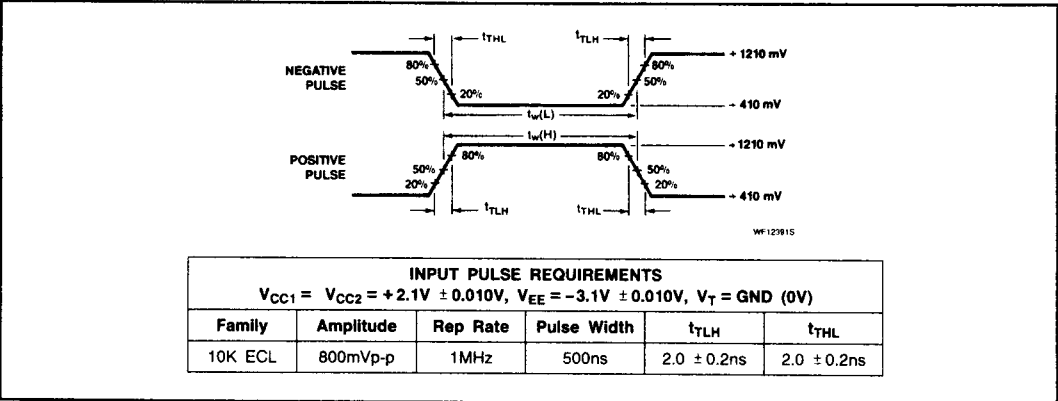 tTHL
tTLH
+ 1210 mV
NEGATIVE
PULSE
80%
80%
50%
50%
20%
20%
+ 410 mV
tw(L)
tw(H)
+ 1210 mV
POSITIVE
PULSE
80%
80%
50%
50%
20%
20%
+ 410 mV
tTLH
tTHL
WF12391S
INPUT PULSE REQUIREMENTS
VCC1 = VCC2 = +2.1V ±0.010V, VEE = −3.1V ±0.010V, VT = GND (0V)
Family Amplitude Rep Rate Pulse Width tTLH tTHL
10K ECL 800mVp-p 1MHz 500ns 2.0 ±0.2ns 2.0 ±0.2ns